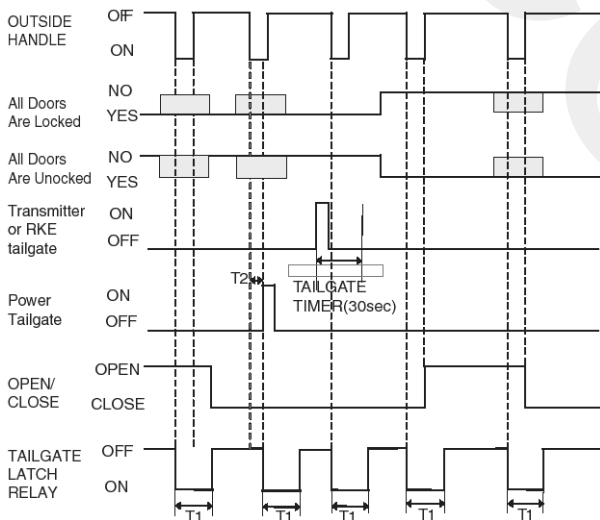 OUTSIDE
HANDLE
OFF
ON
All Doors
Are Locked
NO
YES
All Doors
Are Unocked
NO
YES
Transmitter
or RKE
tailgate
ON
OFF
T2
TAILGATE
TIMER(30sec)
Power
Tailgate
ON
OFF
OPEN/
CLOSE
OPEN
CLOSE
TAILGATE
LATCH
RELAY
OFF
ON
T1
T1
T1
T1
T1